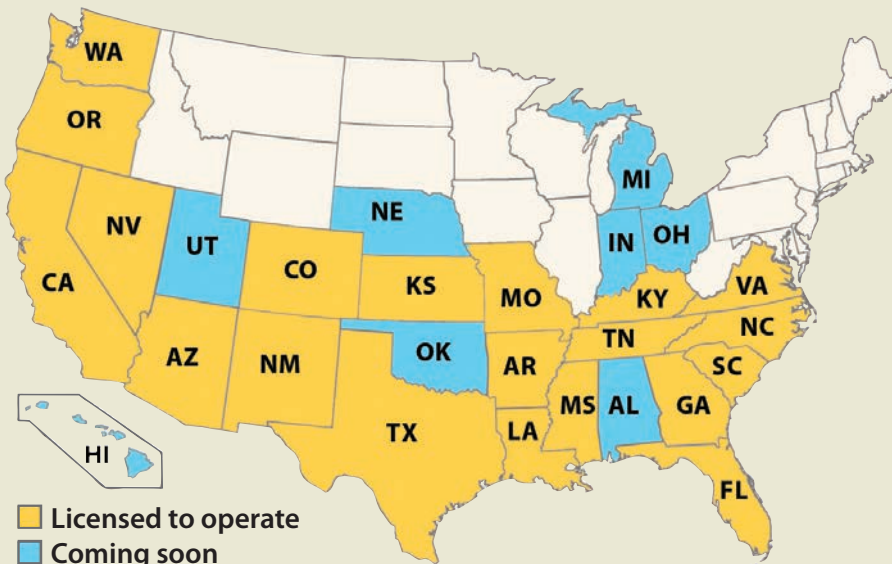 WA
OR
MI
NE
NV
OH
UT
IN
CO
VA
CA
KS
MO
KY
NC
TN
OK
AZ
NM
AR
SC
MS
AL
GA
TX
LA
HI
FL
Licensed to operate
Coming soon